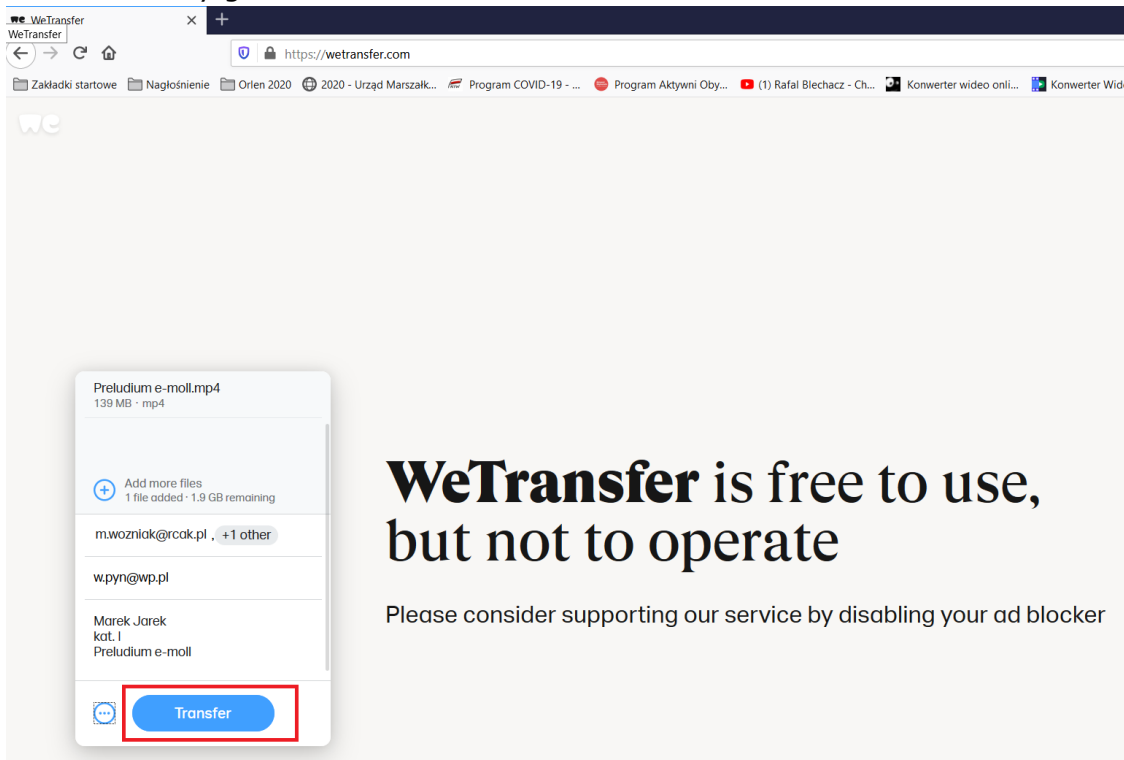 WeTransfer
WeTransfer
https://wetransfer.com
Zakładki startowe Nagłośnienie Orlen 2020 2020 - Urząd Marszałk... Program COVID-19 - ... Program Aktywni Oby... (1) Rafal Blechacz - Ch... Konwerter wideo onli... Konwerter Wid
we
Preludium e-moll.mp4
139 MB · mp4
Add more files
1 file added · 1.9 GB remaining
m.wozniak@rcak.pl , +1 other
w.pyn@wp.pl
Marek Jarek
kat. I
Preludium e-moll
Transfer
WeTransfer is free to use,
but not to operate
Please consider supporting our service by disabling your ad blocker